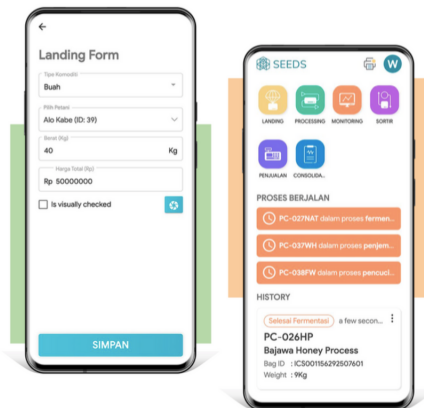 Landing Form
Tipe Komoditi
Buah
Pilih Petani
Alo Kabe (ID: 39)
Berat (Kg)
40 Kg
Harga Total (Rp)
Rp 50000000
Is visually checked
SIMPAN
SEEDS
W
LANDING PROCESSING MONITORING SORTIR
PENJUALAN CONSOLIDA...
PROSES BERJALAN
PC-027NAT dalam proses fermen...
PC-037WH dalam proses penjem...
PC-038FW dalam proses pencuci...
HISTORY
Selesai Fermentasi a few secon...
PC-026HP
Bajawa Honey Process
Bag ID : ICS001156292507601
Weight : 9Kg